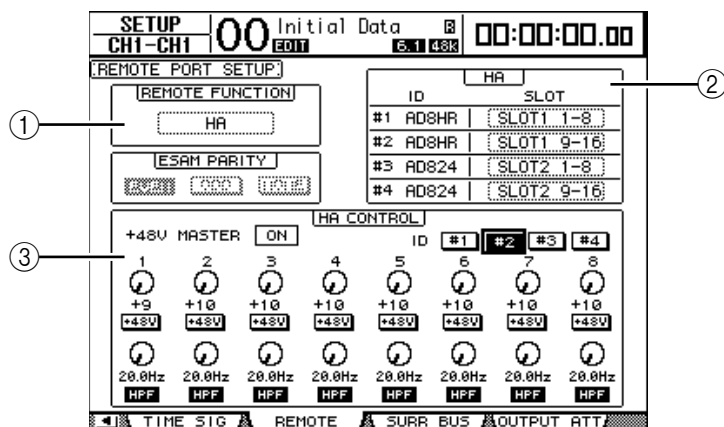 SETUP
CH1-CH1
00 Initial Data
EDIT
6.1 48K
00:00:00.00
REMOTE PORT SETUP
REMOTE FUNCTION
HA
ESAM PARITY
EVEN ODD NONE
HA
ID SLOT
#1 AD8HR SLOT1 1-8
#2 AD8HR SLOT1 9-16
#3 AD824 SLOT2 1-8
#4 AD824 SLOT2 9-16
1
2
3
HA CONTROL
+48V MASTER ON
ID #1 #2 #3 #4
1 2 3 4 5 6 7 8
+9 +10 +10 +10 +10 +10 +10 +10
+48V +48V +48V +48V +48V +48V +48V +48V
20.0Hz 20.0Hz 20.0Hz 20.0Hz 20.0Hz 20.0Hz 20.0Hz 20.0Hz
HPF HPF HPF HPF HPF HPF HPF HPF
TIME SIG REMOTE SURR BUS OUTPUT ATT